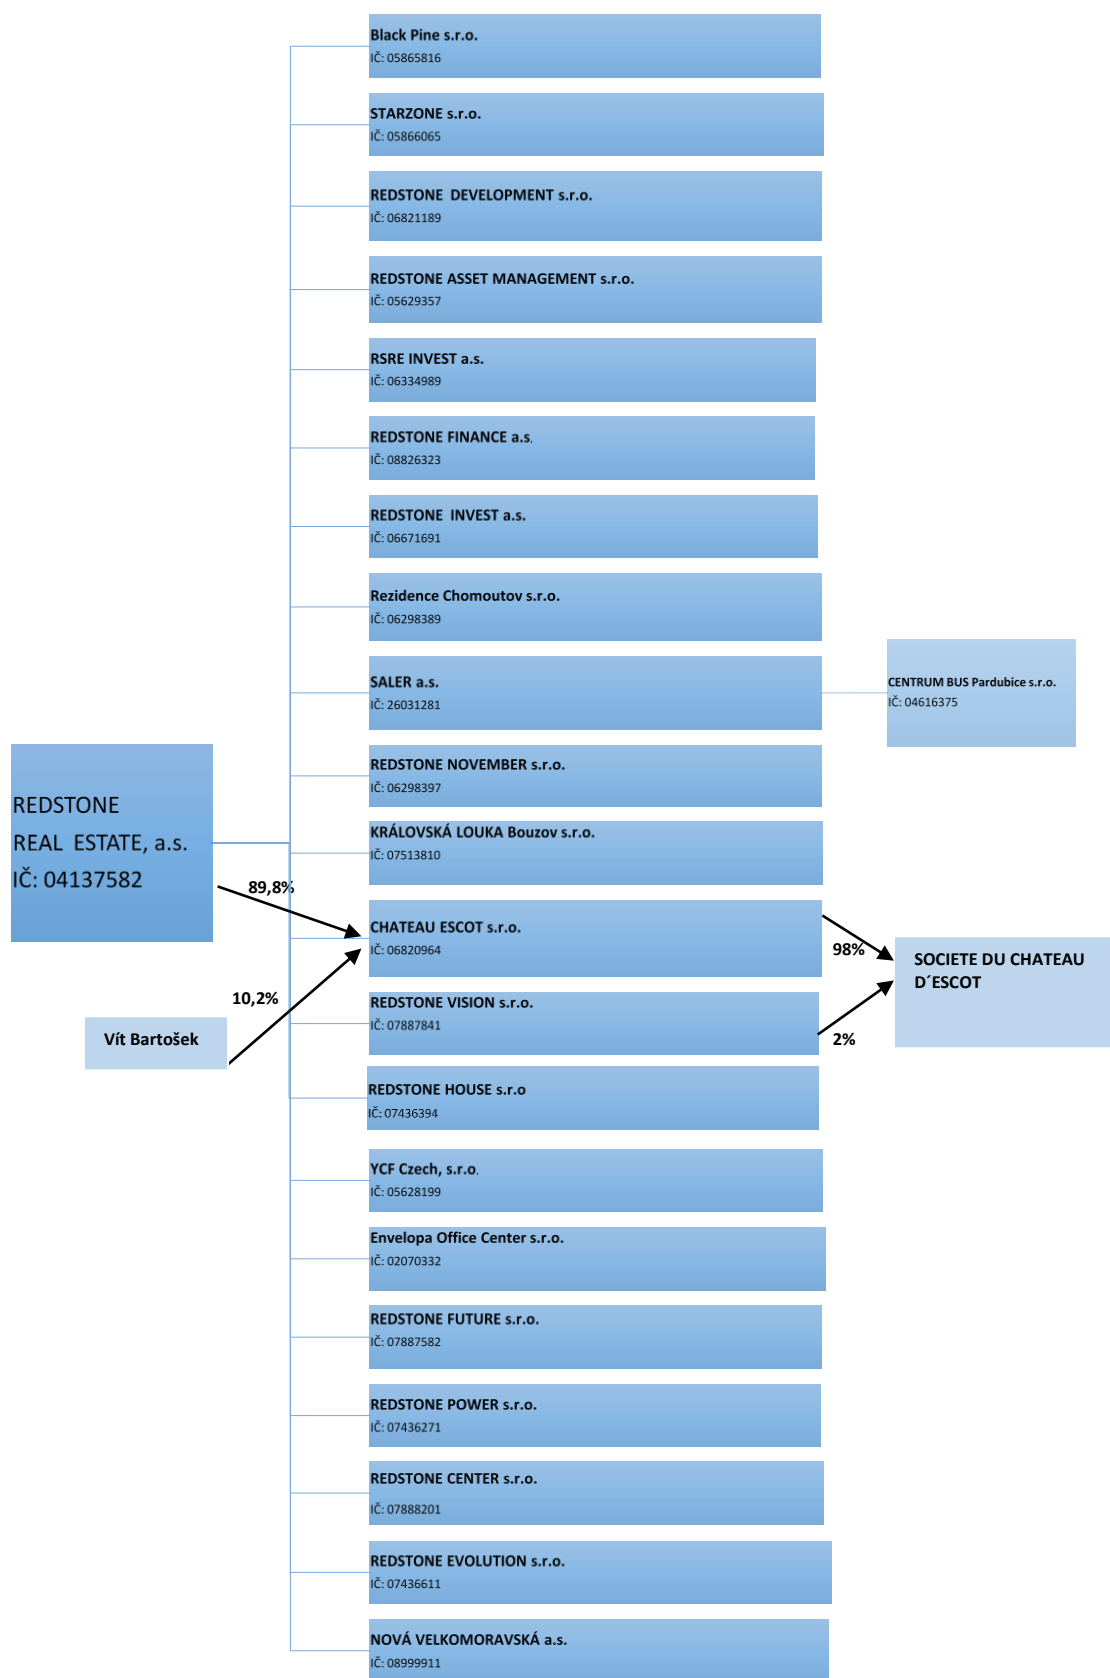 Black Pine s.r.o.
IČ: 05865816
STARZONE s.r.o.
IČ: 05866065
REDSTONE DEVELOPMENT s.r.o.
IČ: 06821189
REDSTONE ASSET MANAGEMENT s.r.o.
IČ: 05629357
RSRE INVEST a.s.
IČ: 06334989
REDSTONE FINANCE a.s.
IČ: 08826323
REDSTONE INVEST a.s.
IČ: 06671691
Rezidence Chomoutov s.r.o.
IČ: 06298389
SALER a.s.
IČ: 26031281
CENTRUM BUS Pardubice s.r.o.
IČ: 04616375
REDSTONE NOVEMBER s.r.o.
IČ: 06298397
REDSTONE
REAL ESTATE, a.s.
IČ: 04137582
KRÁLOVSKÁ LOUKA Bouzov s.r.o.
IČ: 07513810
89,8%
CHATEAU ESCOT s.r.o.
IČ: 06820964
98%
SOCIETE DU CHATEAU
D´ESCOT
10,2%
Vít Bartošek
REDSTONE VISION s.r.o.
IČ: 07887841
2%
REDSTONE HOUSE s.r.o
IČ: 07436394
YCF Czech, s.r.o.
IČ: 05628199
Envelopa Office Center s.r.o.
IČ: 02070332
REDSTONE FUTURE s.r.o.
IČ: 07887582
REDSTONE POWER s.r.o.
IČ: 07436271
REDSTONE CENTER s.r.o.
IČ: 07888201
REDSTONE EVOLUTION s.r.o.
IČ: 07436611
NOVÁ VELKOMORAVSKÁ a.s.
IČ: 08999911